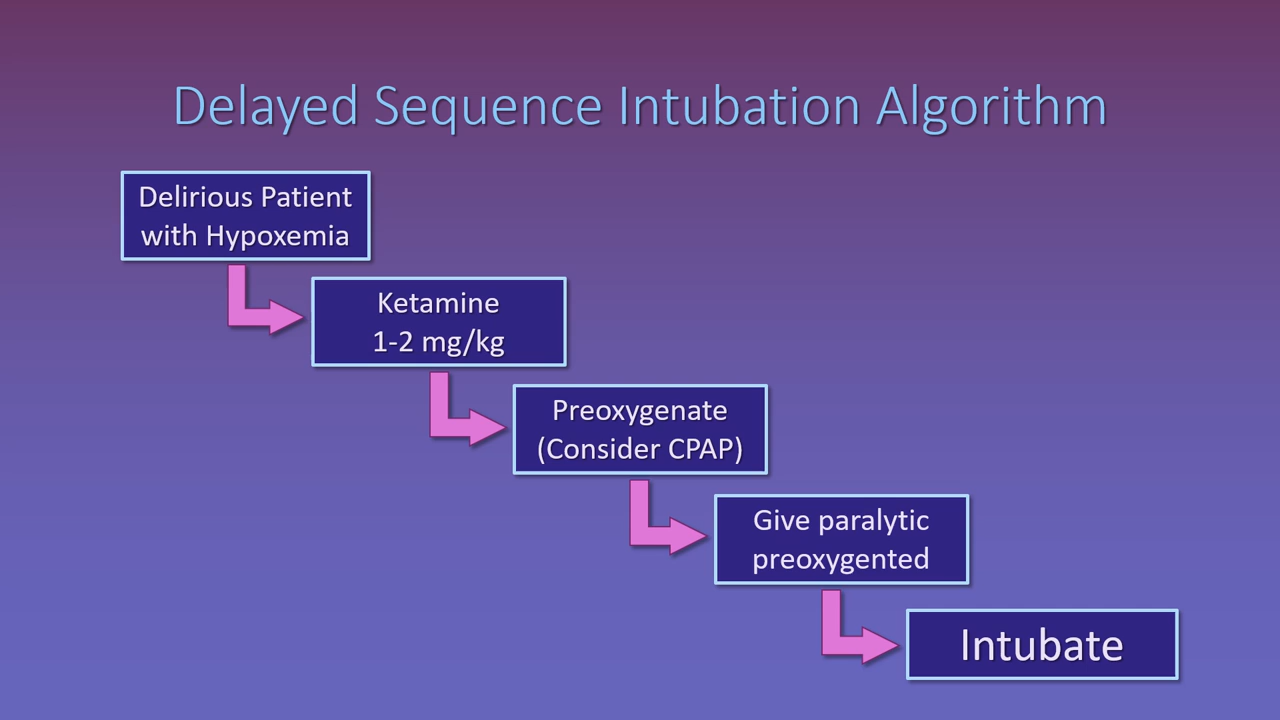 Delayed Sequence Intubation Algorithm
Delirious Patient
with Hypoxemia
Ketamine
1-2 mg/kg
Preoxygenate
(Consider CPAP)
Give paralytic
preoxygented
Intubate